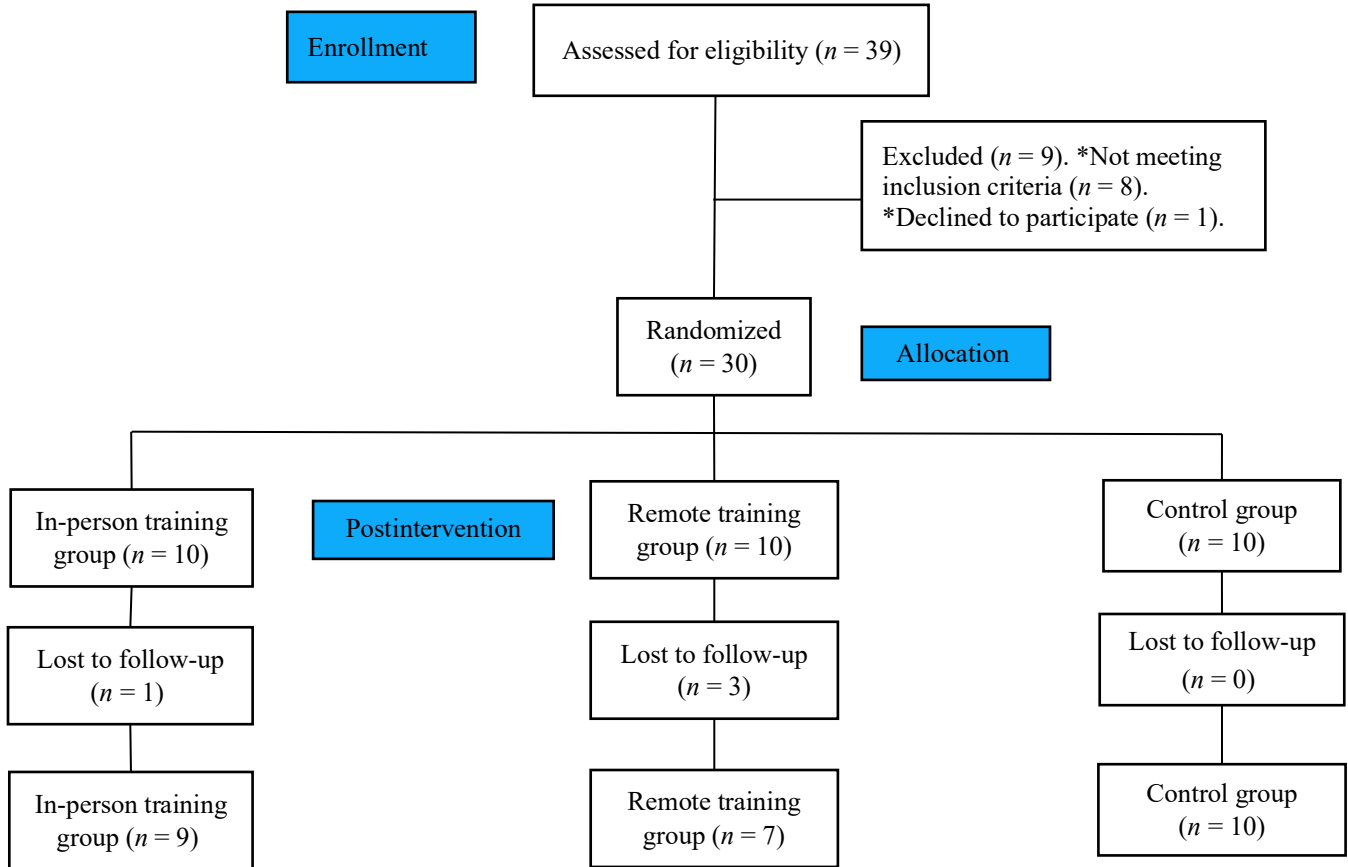 Enrollment
Assessed for eligibility (n = 39)
Excluded (n = 9). *Not meeting
inclusion criteria (n = 8).
*Declined to participate (n = 1).
Randomized
(n = 30)
Allocation
In-person training
group (n = 10)
Postintervention
Remote training
group (n = 10)
Control group
(n = 10)
Lost to follow-up
(n = 1)
Lost to follow-up
(n = 3)
Lost to follow-up
(n = 0)
In-person training
group (n = 9)
Remote training
group (n = 7)
Control group
(n = 10)